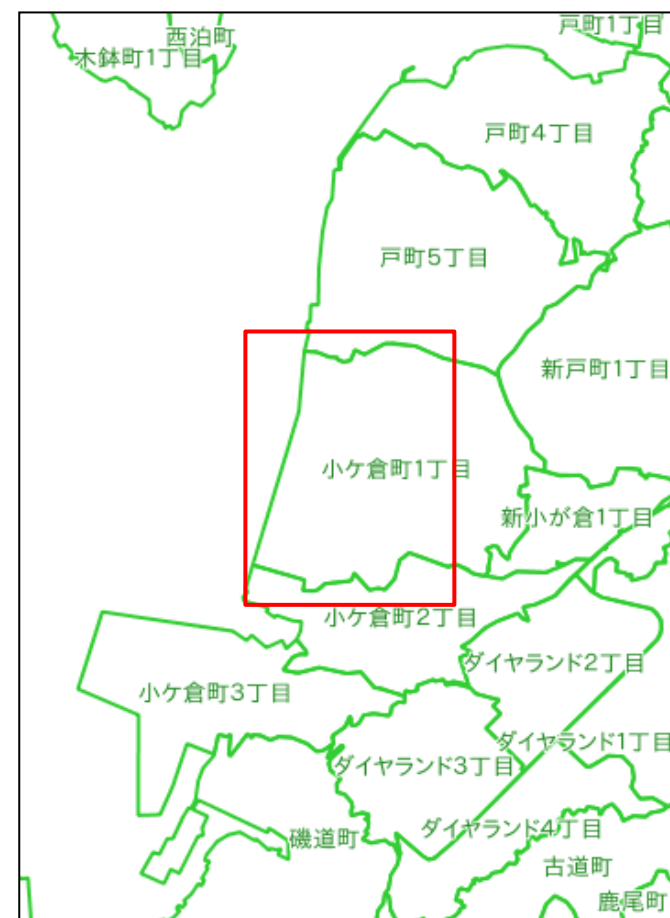 戸町1丁目
西泊町
木鉢町1丁目
戸町4丁目
戸町5丁目
新戸町1丁目
小ケ倉町1丁目
新小が倉1丁目
小ケ倉町2丁目
ダイヤランド2丁目
小ケ倉町3丁目
ダイヤランド1丁目
ダイヤランド3丁目
ダイヤランド4丁目
磯道町
古道町
鹿尾町